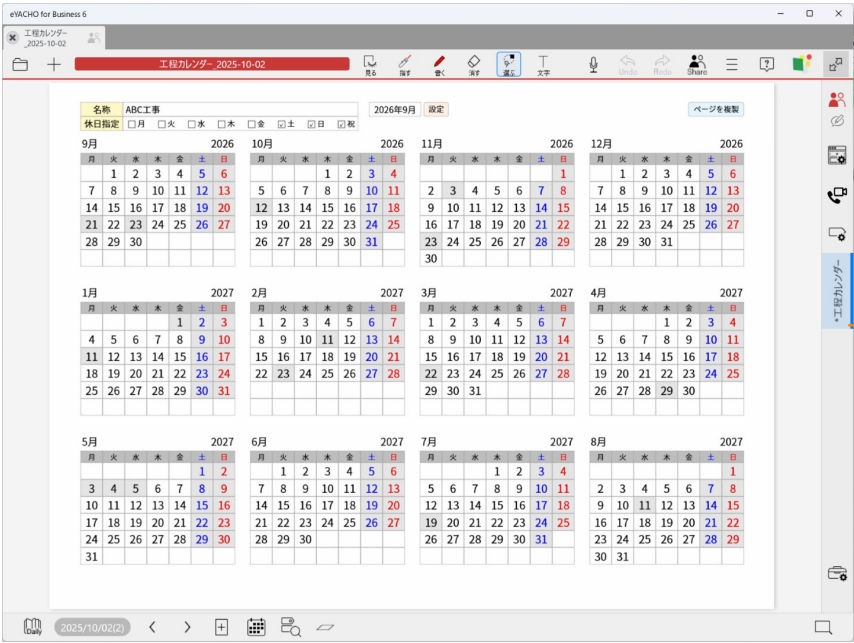 eYACHO for Business 6
工程カレンダー
_2025-10-02
工程カレンダー_2025-10-02
見る 指す 書く 消す 選ぶ 文字 Undo Redo Share
名称 ABC工事 2026年9月 設定 ページを複製
休日指定 □月 □火 □水 □木 □金 ☑土 ☑日 ☑祝
9月 2026 10月 2026 11月 2026 12月 2026
月 火 水 木 金 土 日 月 火 水 木 金 土 日 月 火 水 木 金 土 日 月 火 水 木 金 土 日
1 2 3 4 5 6 1 2 3 4 1 1 2 3 4 5 6
7 8 9 10 11 12 13 5 6 7 8 9 10 11 2 3 4 5 6 7 8 7 8 9 10 11 12 13
14 15 16 17 18 19 20 12 13 14 15 16 17 18 9 10 11 12 13 14 15 14 15 16 17 18 19 20
21 22 23 24 25 26 27 19 20 21 22 23 24 25 16 17 18 19 20 21 22 21 22 23 24 25 26 27
28 29 30 26 27 28 29 30 31 23 24 25 26 27 28 29 28 29 30 31
30
1月 2027 2月 2027 3月 2027 4月 2027
月 火 水 木 金 土 日 月 火 水 木 金 土 日 月 火 水 木 金 土 日 月 火 水 木 金 土 日
1 2 3 1 2 3 4 5 6 7 1 2 3 4 5 6 7 1 2 3 4
4 5 6 7 8 9 10 8 9 10 11 12 13 14 8 9 10 11 12 13 14 5 6 7 8 9 10 11
11 12 13 14 15 16 17 15 16 17 18 19 20 21 15 16 17 18 19 20 21 12 13 14 15 16 17 18
18 19 20 21 22 23 24 22 23 24 25 26 27 28 22 23 24 25 26 27 28 19 20 21 22 23 24 25
25 26 27 28 29 30 31 29 30 31 26 27 28 29 30
5月 2027 6月 2027 7月 2027 8月 2027
月 火 水 木 金 土 日 月 火 水 木 金 土 日 月 火 水 木 金 土 日 月 火 水 木 金 土 日
1 2 1 2 3 4 5 6 1 2 3 4 1
3 4 5 6 7 8 9 7 8 9 10 11 12 13 5 6 7 8 9 10 11 2 3 4 5 6 7 8
10 11 12 13 14 15 16 14 15 16 17 18 19 20 12 13 14 15 16 17 18 9 10 11 12 13 14 15
17 18 19 20 21 22 23 21 22 23 24 25 26 27 19 20 21 22 23 24 25 16 17 18 19 20 21 22
24 25 26 27 28 29 30 28 29 30 26 27 28 29 30 31 23 24 25 26 27 28 29
31 30 31
*工程カレンダー
Daily 2025/10/02(2)